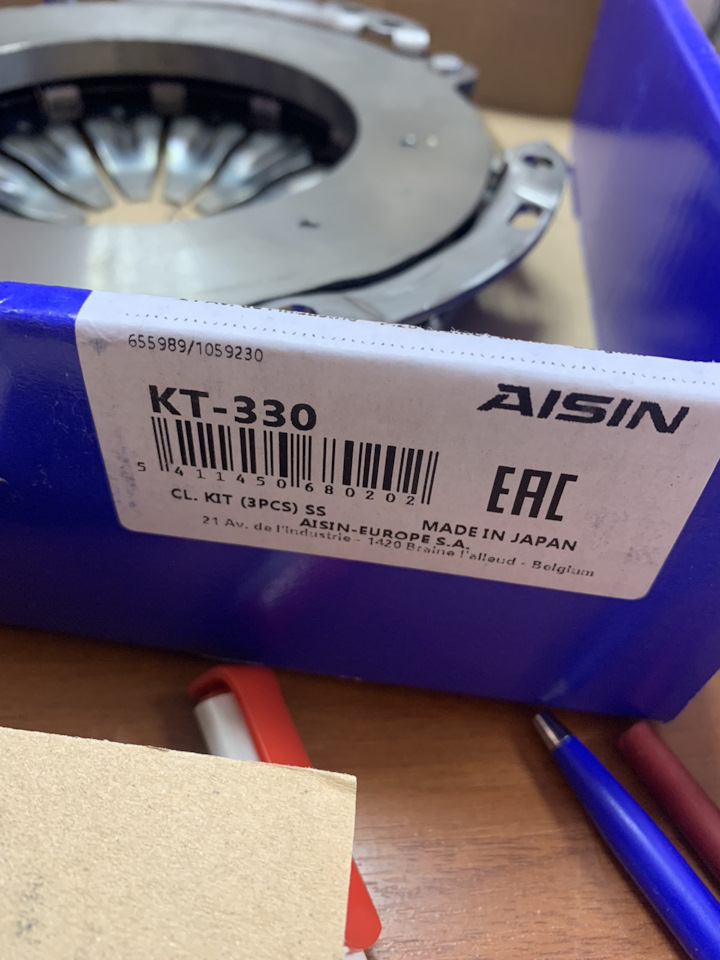 655989/1059230
KT-330
AISIN
5 411450 680202
EAC
CL. KIT (3PCS) SS
MADE IN JAPAN
AISIN-EUROPE S.A.
21 Av. de l'Industrie - 1420 Braine l'alleud - Belgium